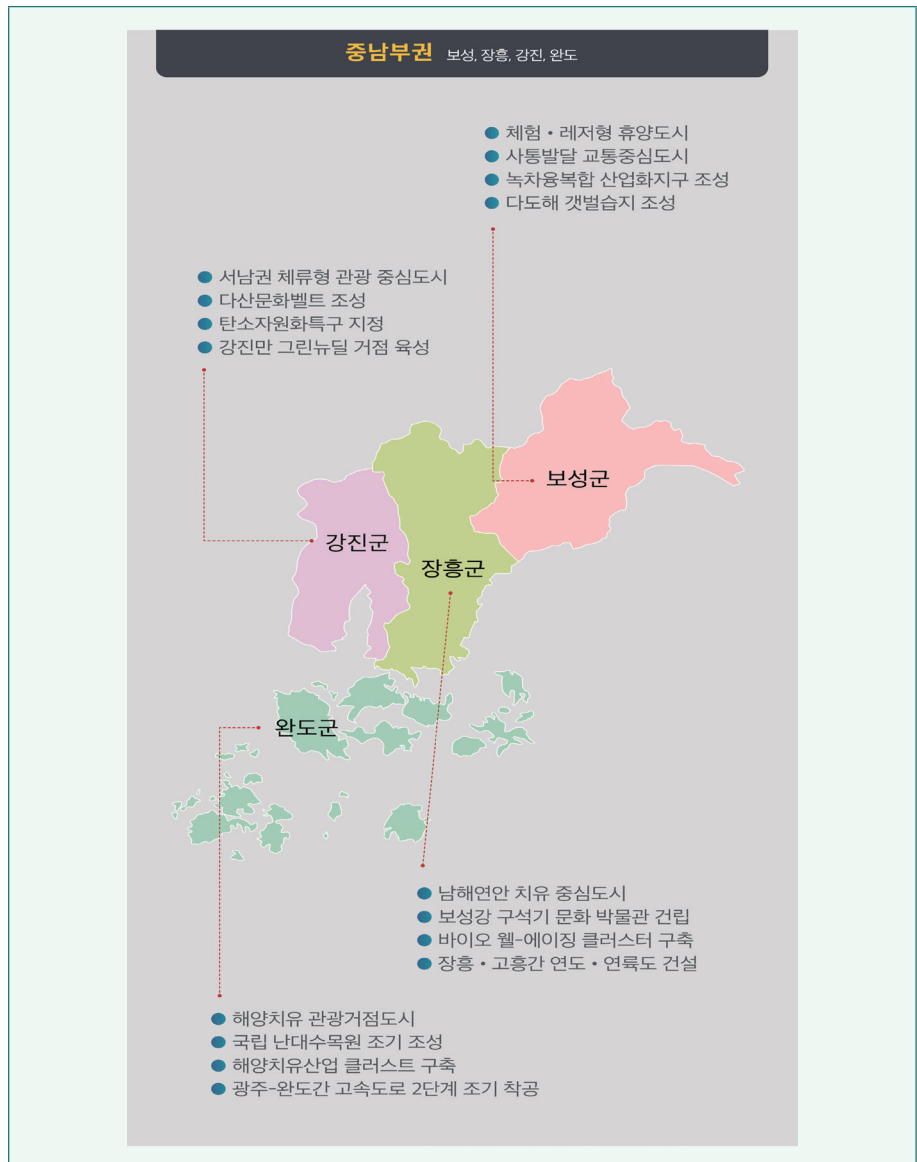 중남부권 보성, 장흥, 강진, 완도
체험・레저형 휴양도시
사통발달 교통중심도시
녹차융복합 산업화지구 조성
다도해 갯벌습지 조성
서남권 체류형 관광 중심도시
다산문화벨트 조성
탄소자원화특구 지정
강진만 그린뉴딜 거점 육성
보성군
강진군
장흥군
완도군
남해연안 치유 중심도시
보성강 구석기 문화 박물관 건립
바이오 웰-에이징 클러스터 구축
장흥・고흥간 연도・연륙도 건설
해양치유 관광거점도시
국립 난대수목원 조기 조성
해양치유산업 클러스트 구축
광주-완도간 고속도로 2단계 조기 착공